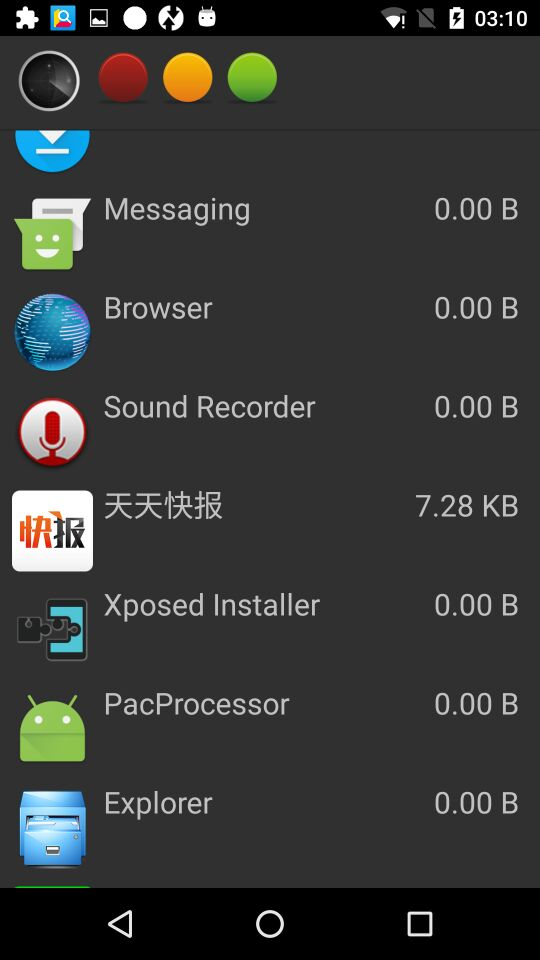 03:10
Messaging 0.00 B
Browser 0.00 B
Sound Recorder 0.00 B
天天快报 7.28 KB
快报
Xposed Installer 0.00 B
PacProcessor 0.00 B
Explorer 0.00 B